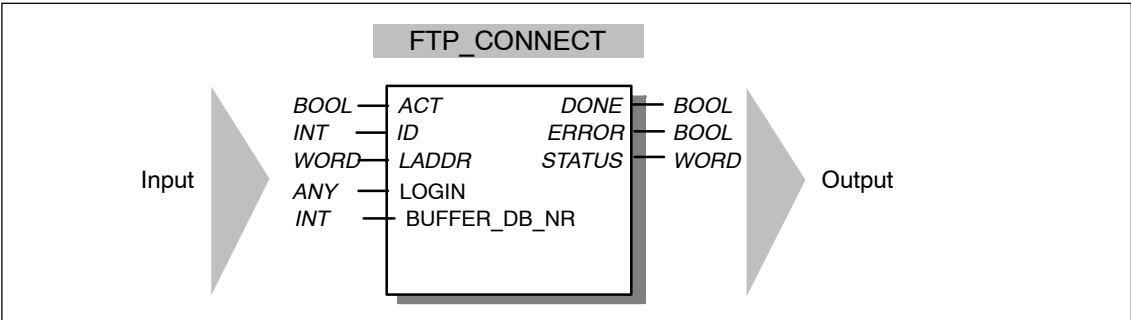 FTP_CONNECT
BOOL ACT DONE BOOL
INT ID ERROR BOOL
WORD LADDR STATUS WORD
Input ANY LOGIN Output
INT BUFFER_DB_NR